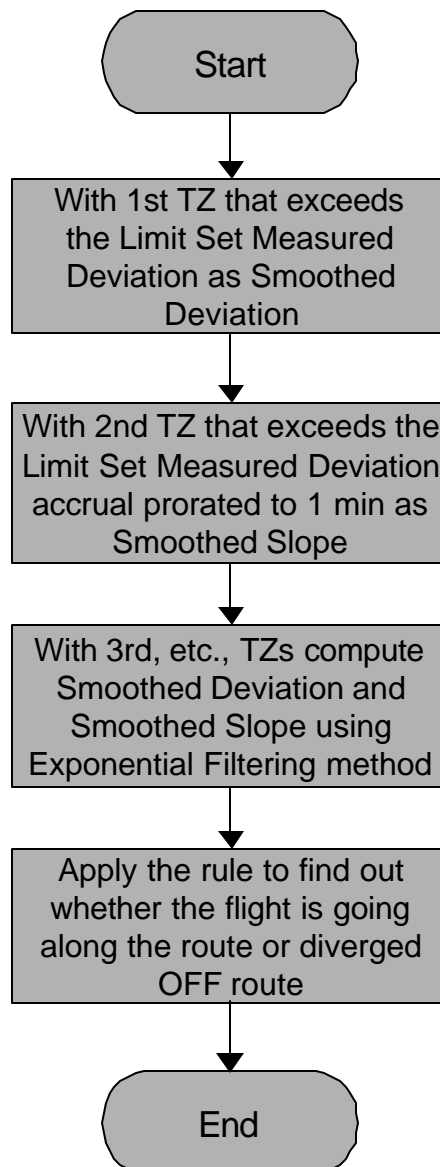 Start
With 1st TZ that exceeds
the Limit Set Measured
Deviation as Smoothed
Deviation
With 2nd TZ that exceeds the
Limit Set Measured Deviation
accrual prorated to 1 min as
Smoothed Slope
With 3rd, etc., TZs compute
Smoothed Deviation and
Smoothed Slope using
Exponential Filtering method
Apply the rule to find out
whether the flight is going
along the route or diverged
OFF route
End